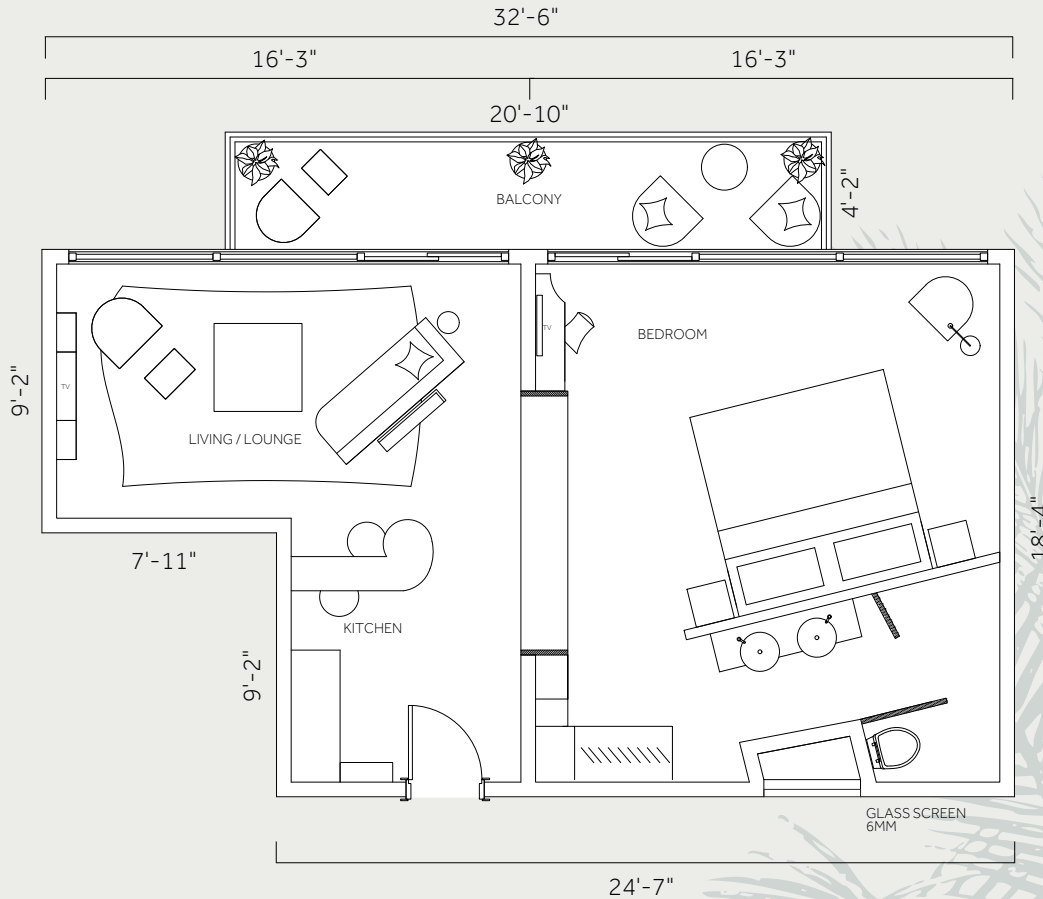 32'-6"
16'-3"
16'-3"
20'-10"
BALCONY
4'-2"
TV
BEDROOM
9'-2"
TV
LIVING / LOUNGE
18'-4"
7'-11"
KITCHEN
9'-2"
GLASS SCREEN
6MM
24'-7"